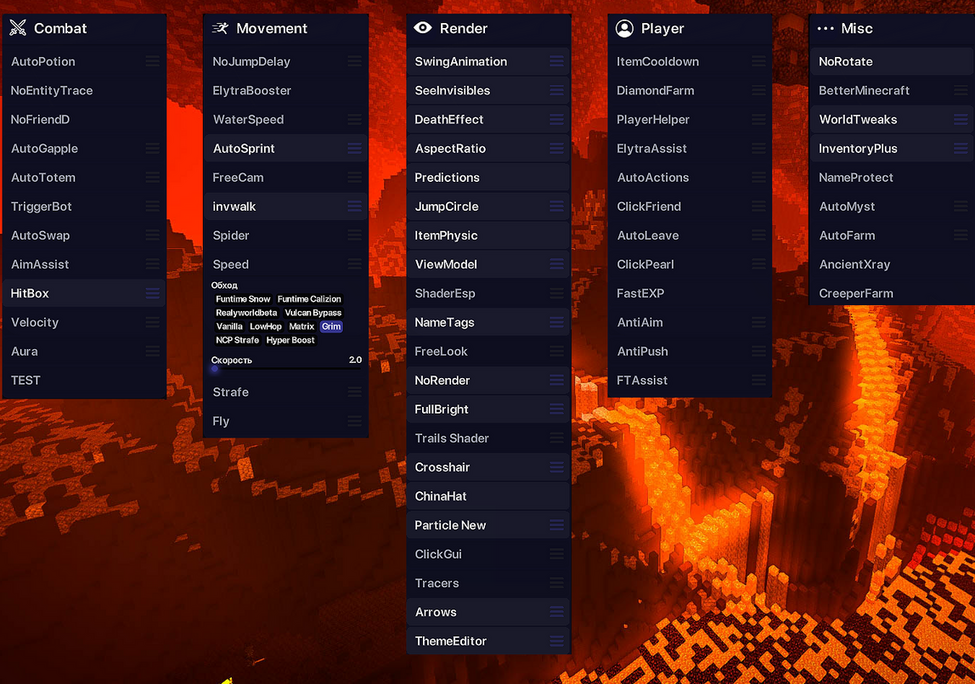 Combat
AutoPotion
NoEntityTrace
NoFriendD
AutoGapple
AutoTotem
TriggerBot
AutoSwap
AimAssist
HitBox
Velocity
Aura
TEST
Movement
NoJumpDelay
ElytraBooster
WaterSpeed
AutoSprint
FreeCam
invwalk
Spider
Speed
Обход
Funtime Snow Funtime Calizion
Realyworldbota Vulcan Bypass
Vanilla LowHop Matrix Grim
NCP Strafe Hyper Boost
Скорость 2.0
Strafe
Fly
Render
SwingAnimation
SeeInvisibles
DeathEffect
AspectRatio
Predictions
JumpCircle
ItemPhysic
ViewModel
ShaderEsp
NameTags
FreeLook
NoRender
FullBright
Trails Shader
Crosshair
ChinaHat
Particle New
ClickGui
Tracers
Arrows
ThemeEditor
Player
ItemCooldown
DiamondFarm
PlayerHelper
ElytraAssist
AutoActions
ClickFriend
AutoLeave
ClickPearl
FastEXP
AntiAim
AntiPush
FTAssist
Misc
NoRotate
BetterMinecraft
WorldTweaks
InventoryPlus
NameProtect
AutoMyst
AutoFarm
AncientXray
CreeperFarm